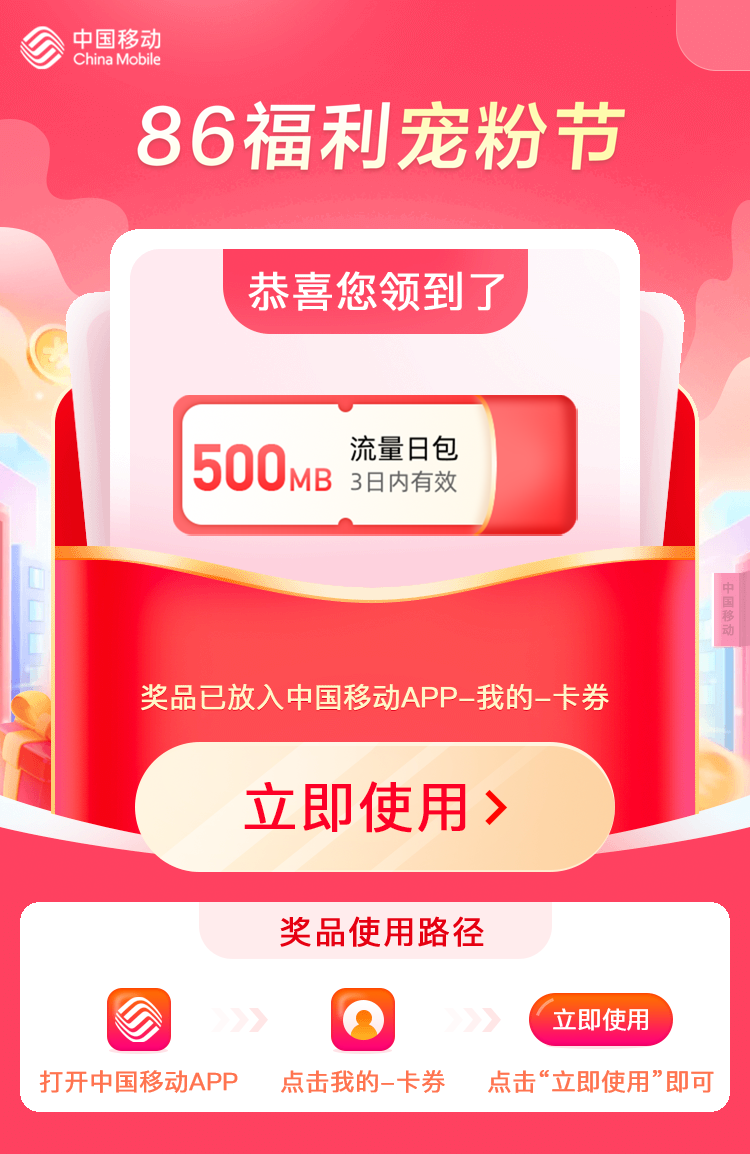 中国移动
China Mobile
86福利宠粉节
恭喜您领到了
500MB
流量日包
3日内有效
中国移动
奖品已放入中国移动APP-我的-卡券
立即使用
奖品使用路径
立即使用
打开中国移动APP
点击我的-卡券
点击“立即使用”即可